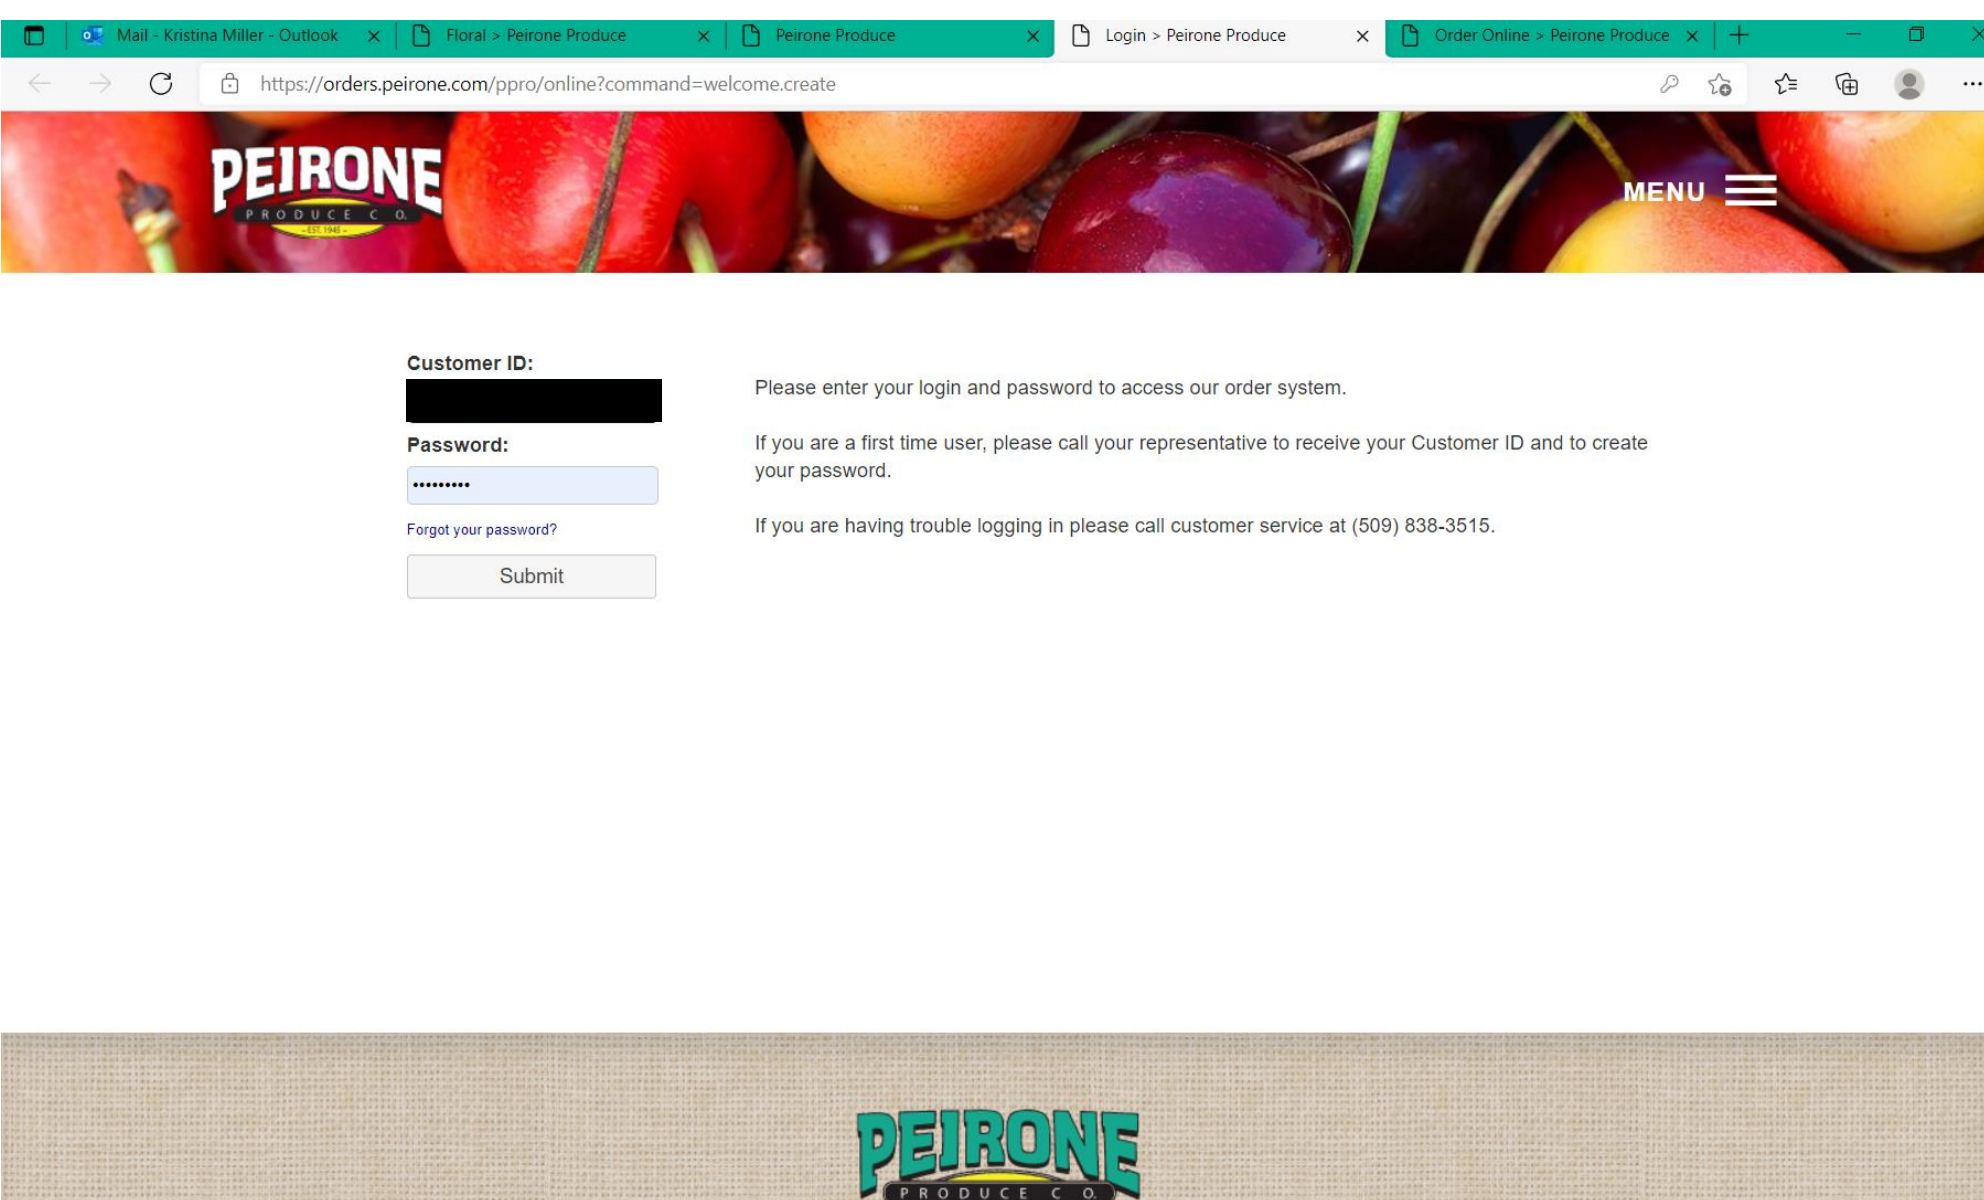 Mail - Kristina Miller - Outlook
Floral > Peirone Produce
Peirone Produce
Login > Peirone Produce
Order Online > Peirone Produce
https://orders.peirone.com/ppro/online?command=welcome.create
PEIRONE
PRODUCE CO.
- EST. 1945 -
MENU
Customer ID:
Password:
•••••••••
Forgot your password?
Submit
Please enter your login and password to access our order system.
If you are a first time user, please call your representative to receive your Customer ID and to create
your password.
If you are having trouble logging in please call customer service at (509) 838-3515.
PEIRONE
PRODUCE CO.